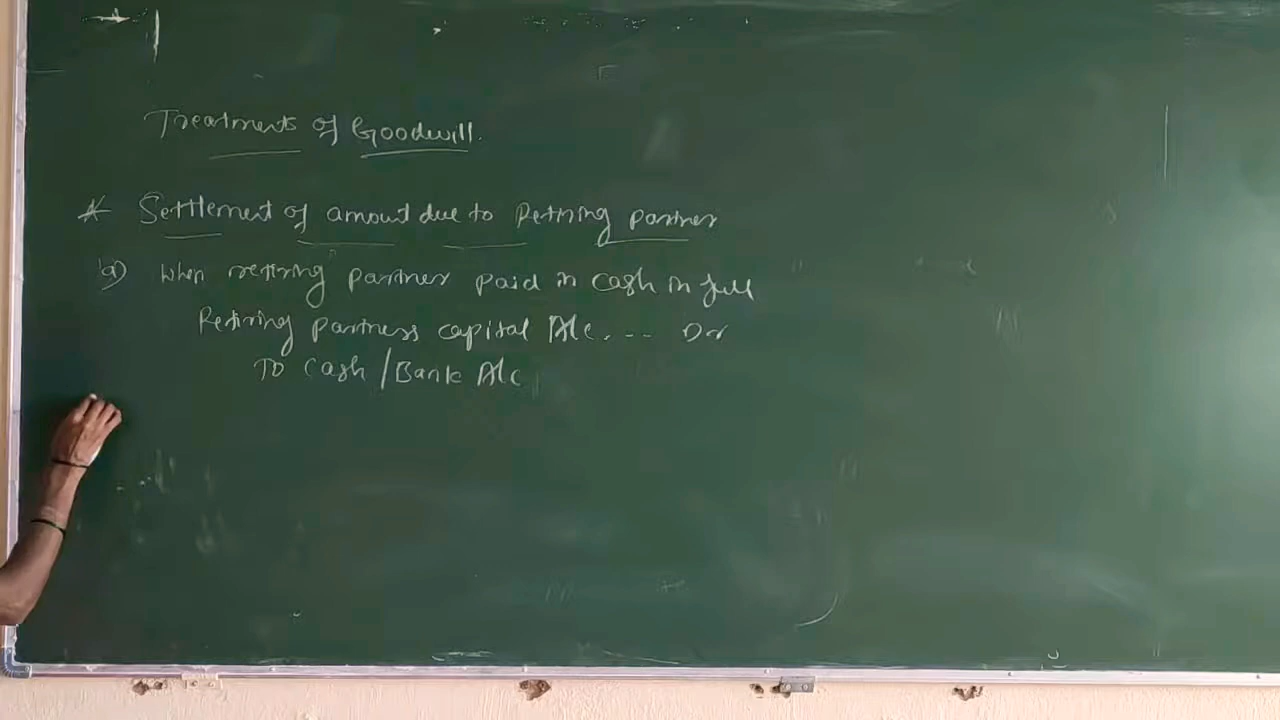 Treatments of Goodwill.
* Settlement of amount due to Retiring partner
a) When retiring partner paid in cash in full
Retiring partners capital A/c. --- Dr
To Cash / Bank A/c